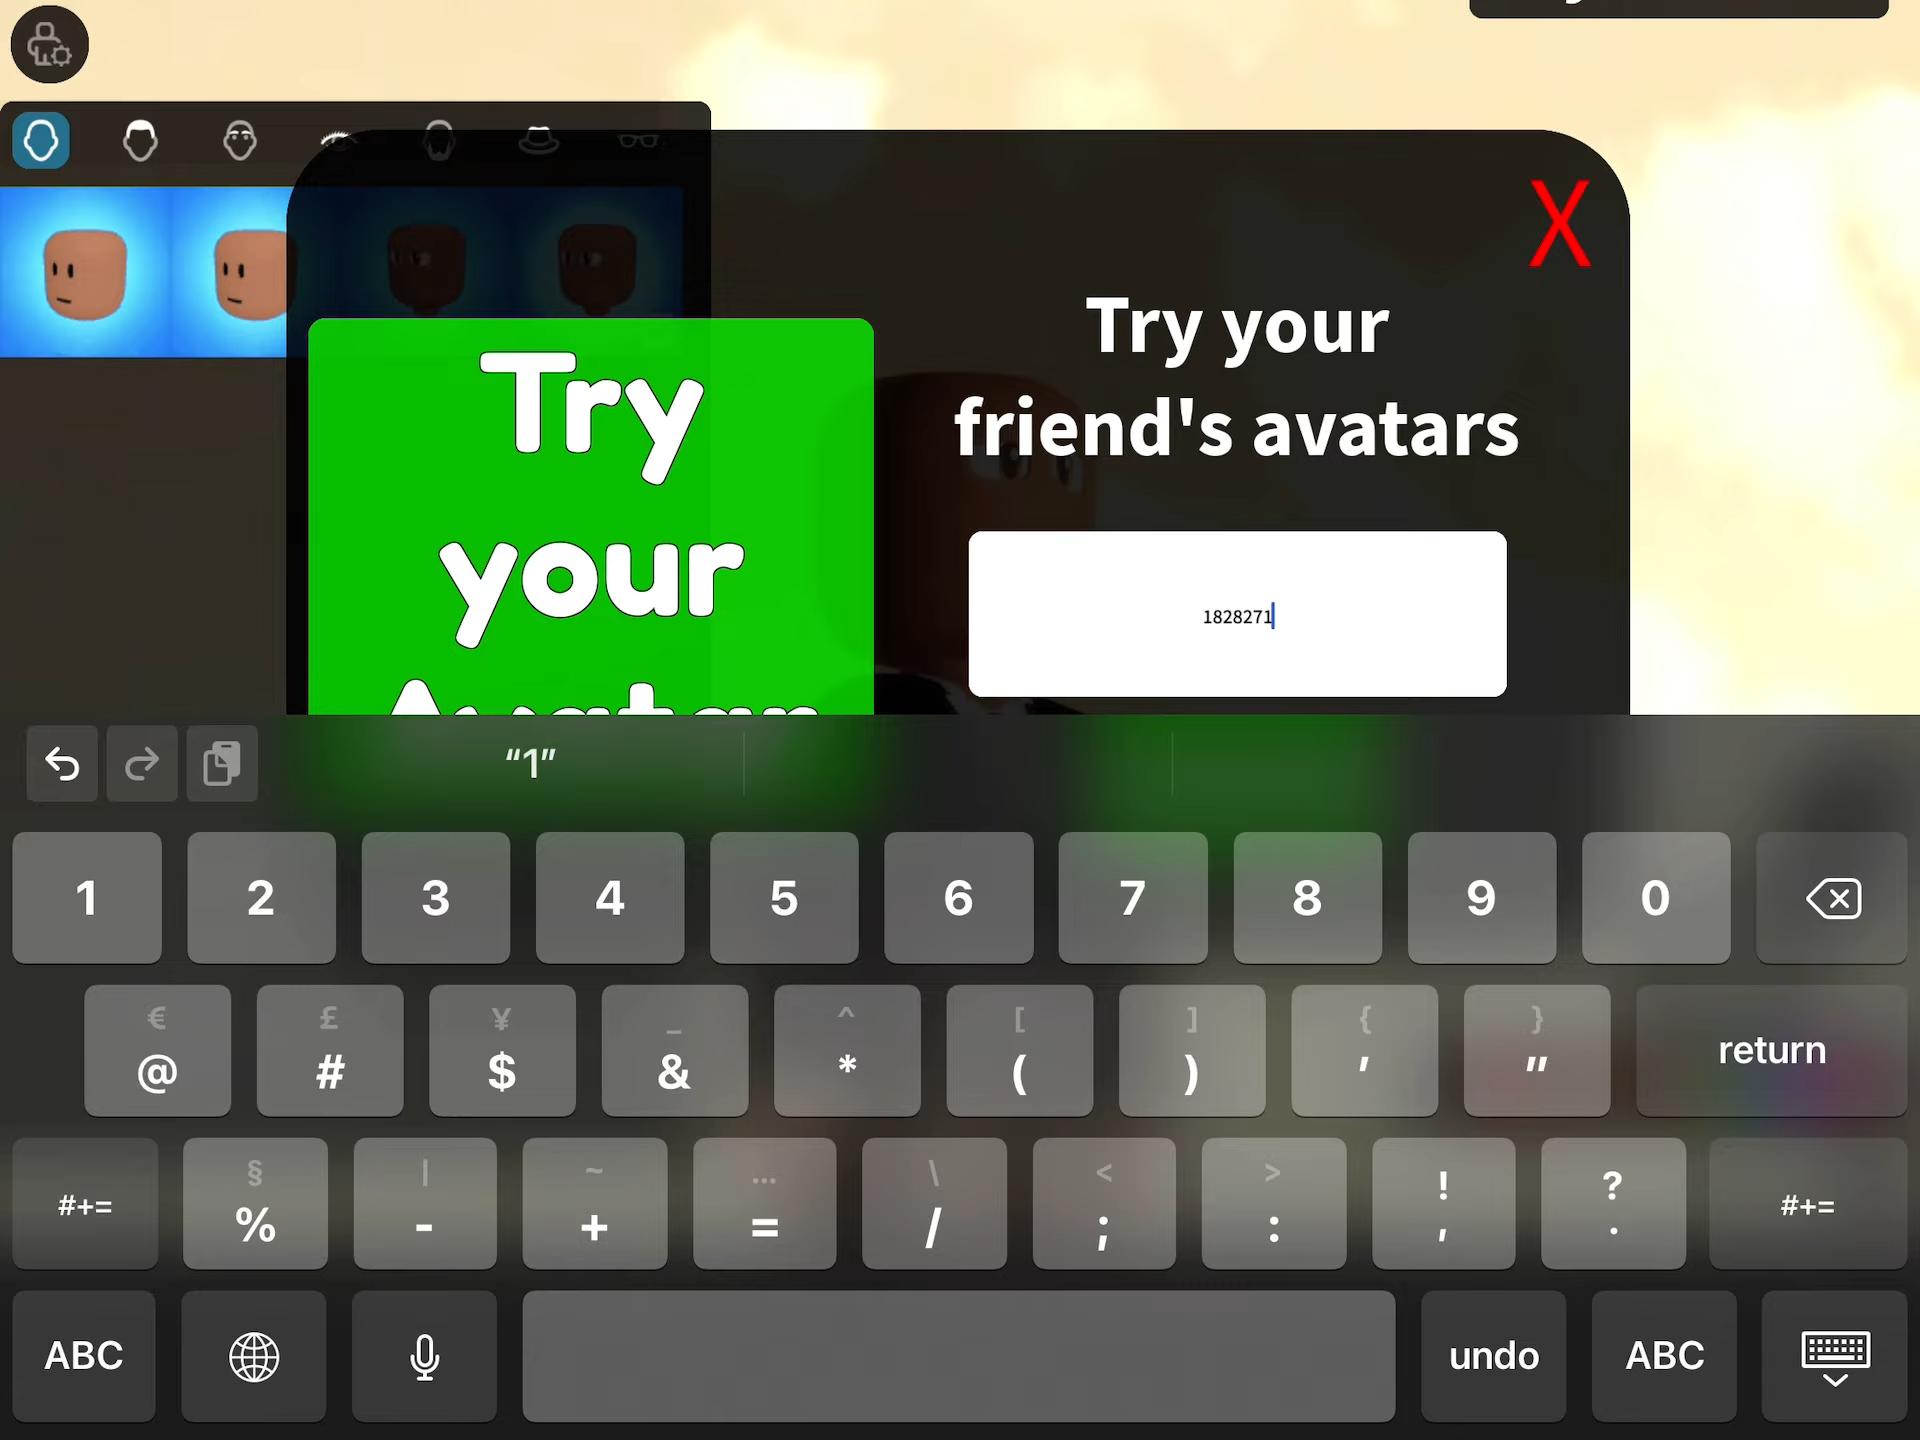 X
Try your
friend's avatars
Try
your
Avatar
1828271
“1”
1 2 3 4 5 6 7 8 9 0
€ £ ¥ _ ^ [ ] { }
@ # $ & * ( ) ' " return
§ | ~ … \ < > ! ?
#+= % - + = / ; : , . #+=
ABC undo ABC